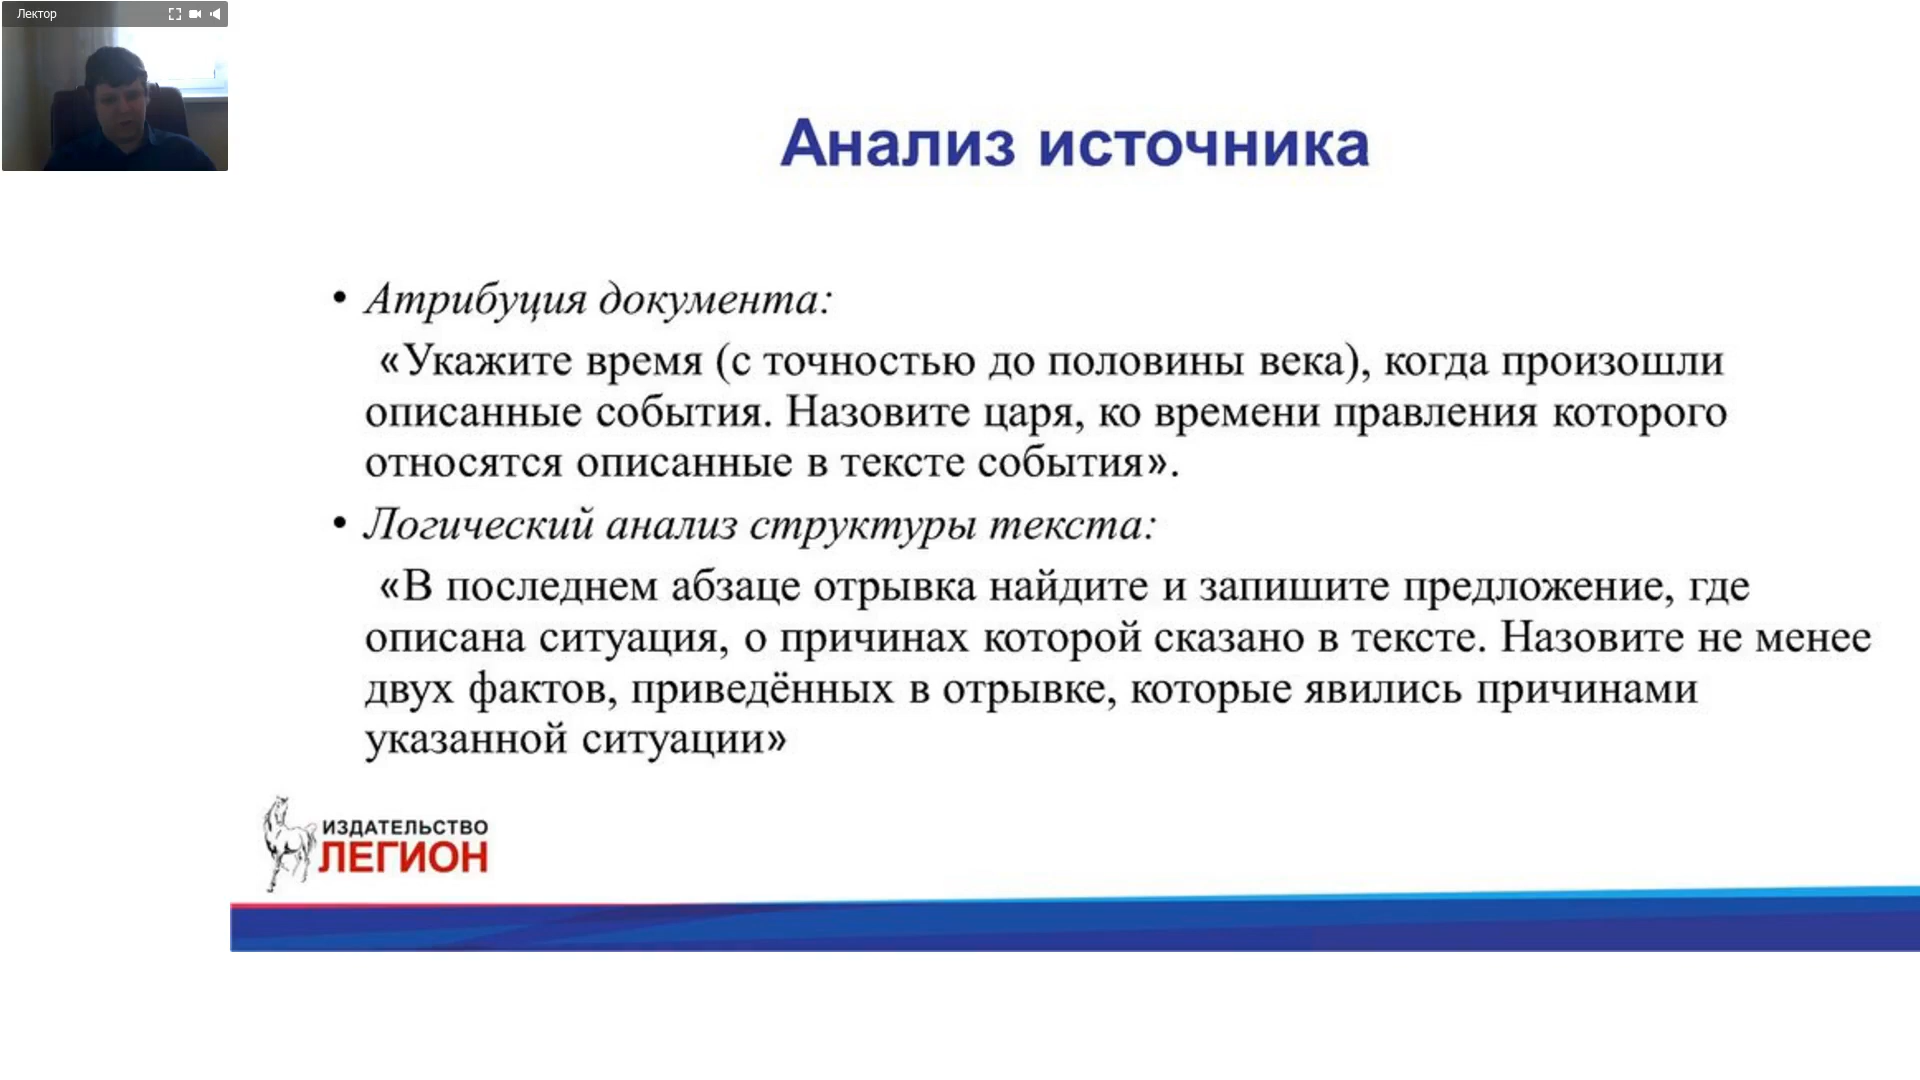 Лектор
Анализ источника
• Атрибуция документа:
«Укажите время (с точностью до половины века), когда произошли
описанные события. Назовите царя, ко времени правления которого
относятся описанные в тексте события».
• Логический анализ структуры текста:
«В последнем абзаце отрывка найдите и запишите предложение, где
описана ситуация, о причинах которой сказано в тексте. Назовите не менее
двух фактов, приведённых в отрывке, которые явились причинами
указанной ситуации»
ИЗДАТЕЛЬСТВО
ЛЕГИОН